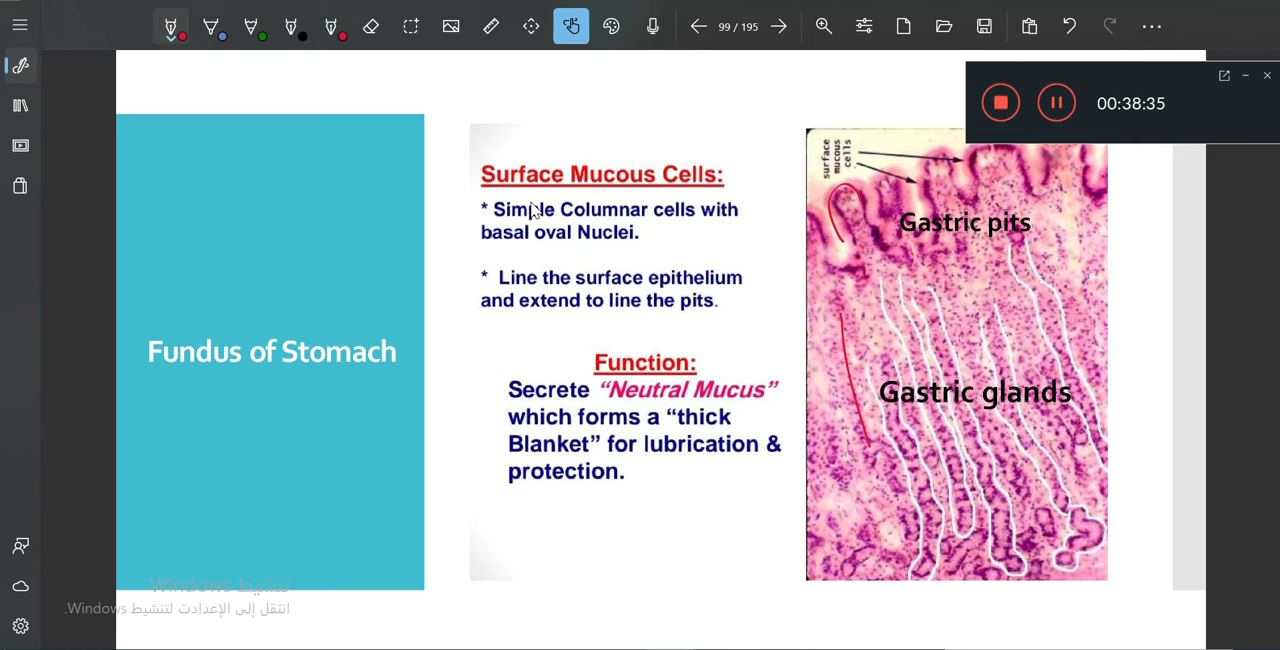 99 / 195
00:38:35
Fundus of Stomach
Surface Mucous Cells:
* Simple Columnar cells with
basal oval Nuclei.
* Line the surface epithelium
and extend to line the pits.
Function:
Secrete “Neutral Mucus”
which forms a “thick
Blanket” for lubrication &
protection.
surface
mucous
cells
Gastric pits
Gastric glands
تنشيط Windows
انتقل إلى الإعدادت لتنشيط Windows.